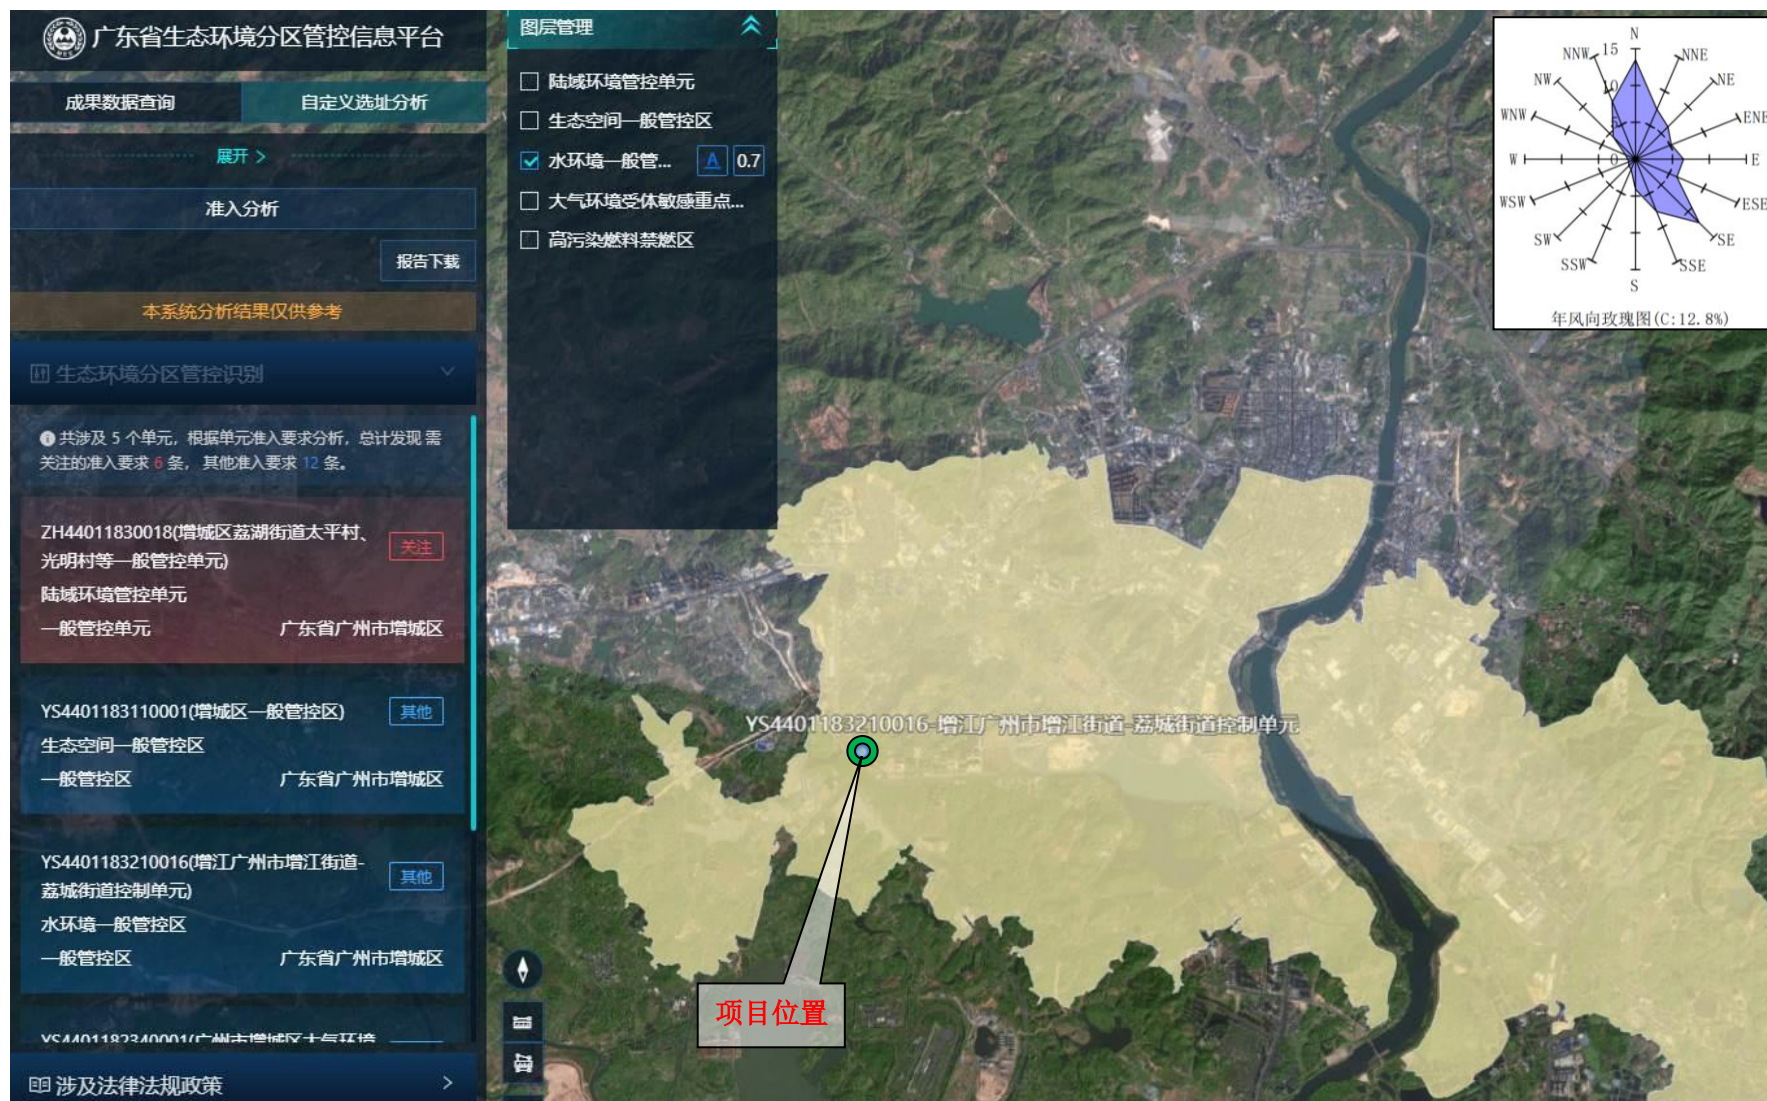 广东省生态环境分区管控信息平台
成果数据查询
自定义选址分析
展开 >
准入分析
报告下载
本系统分析结果仅供参考
生态环境分区管控识别
共涉及 5 个单元，根据单元准入要求分析，总计发现 需
关注的准入要求 6 条， 其他准入要求 12 条。
ZH44011830018(增城区荔湖街道太平村、
光明村等一般管控单元)
关注
陆域环境管控单元
一般管控单元
广东省广州市增城区
YS4401183110001(增城区一般管控区)
其他
生态空间一般管控区
一般管控区
广东省广州市增城区
YS4401183210016(增江广州市增江街道-
荔城街道控制单元)
其他
水环境一般管控区
一般管控区
广东省广州市增城区
YS4401182340001(广州市增城区大气环境
涉及法律法规政策
图层管理
陆域环境管控单元
生态空间一般管控区
水环境一般管...
A
0.7
大气环境受体敏感重点...
高污染燃料禁燃区
YS4401183210016-增江广州市增江街道-荔城街道控制单元
项目位置
N
NNW
15
NNE
NW
10
NE
WNW
5
ENE
W
0
E
WSW
ESE
SW
SE
SSW
SSE
S
年风向玫瑰图(C:12.8%)